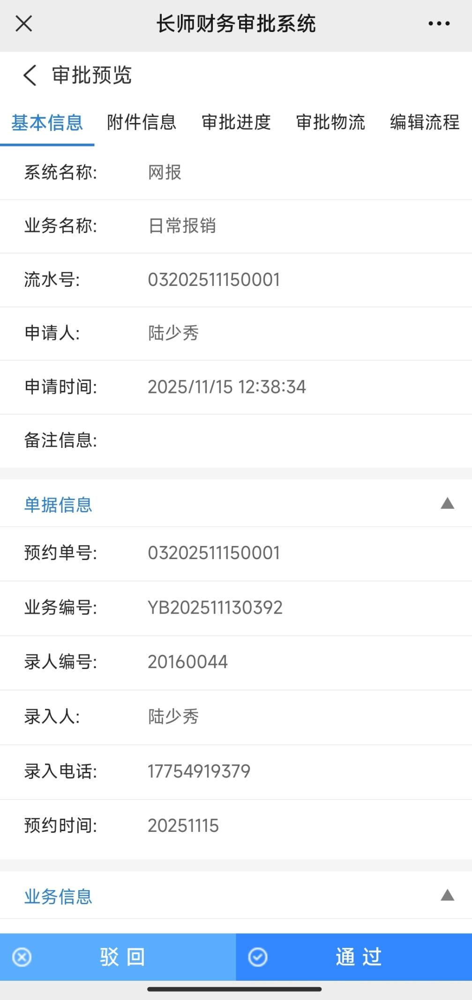 长师财务审批系统
审批预览
基本信息 附件信息 审批进度 审批物流 编辑流程
系统名称: 网报
业务名称: 日常报销
流水号: 03202511150001
申请人: 陆少秀
申请时间: 2025/11/15 12:38:34
备注信息:
单据信息
预约单号: 03202511150001
业务编号: YB202511130392
录人编号: 20160044
录入人: 陆少秀
录入电话: 17754919379
预约时间: 20251115
业务信息
驳回 通过